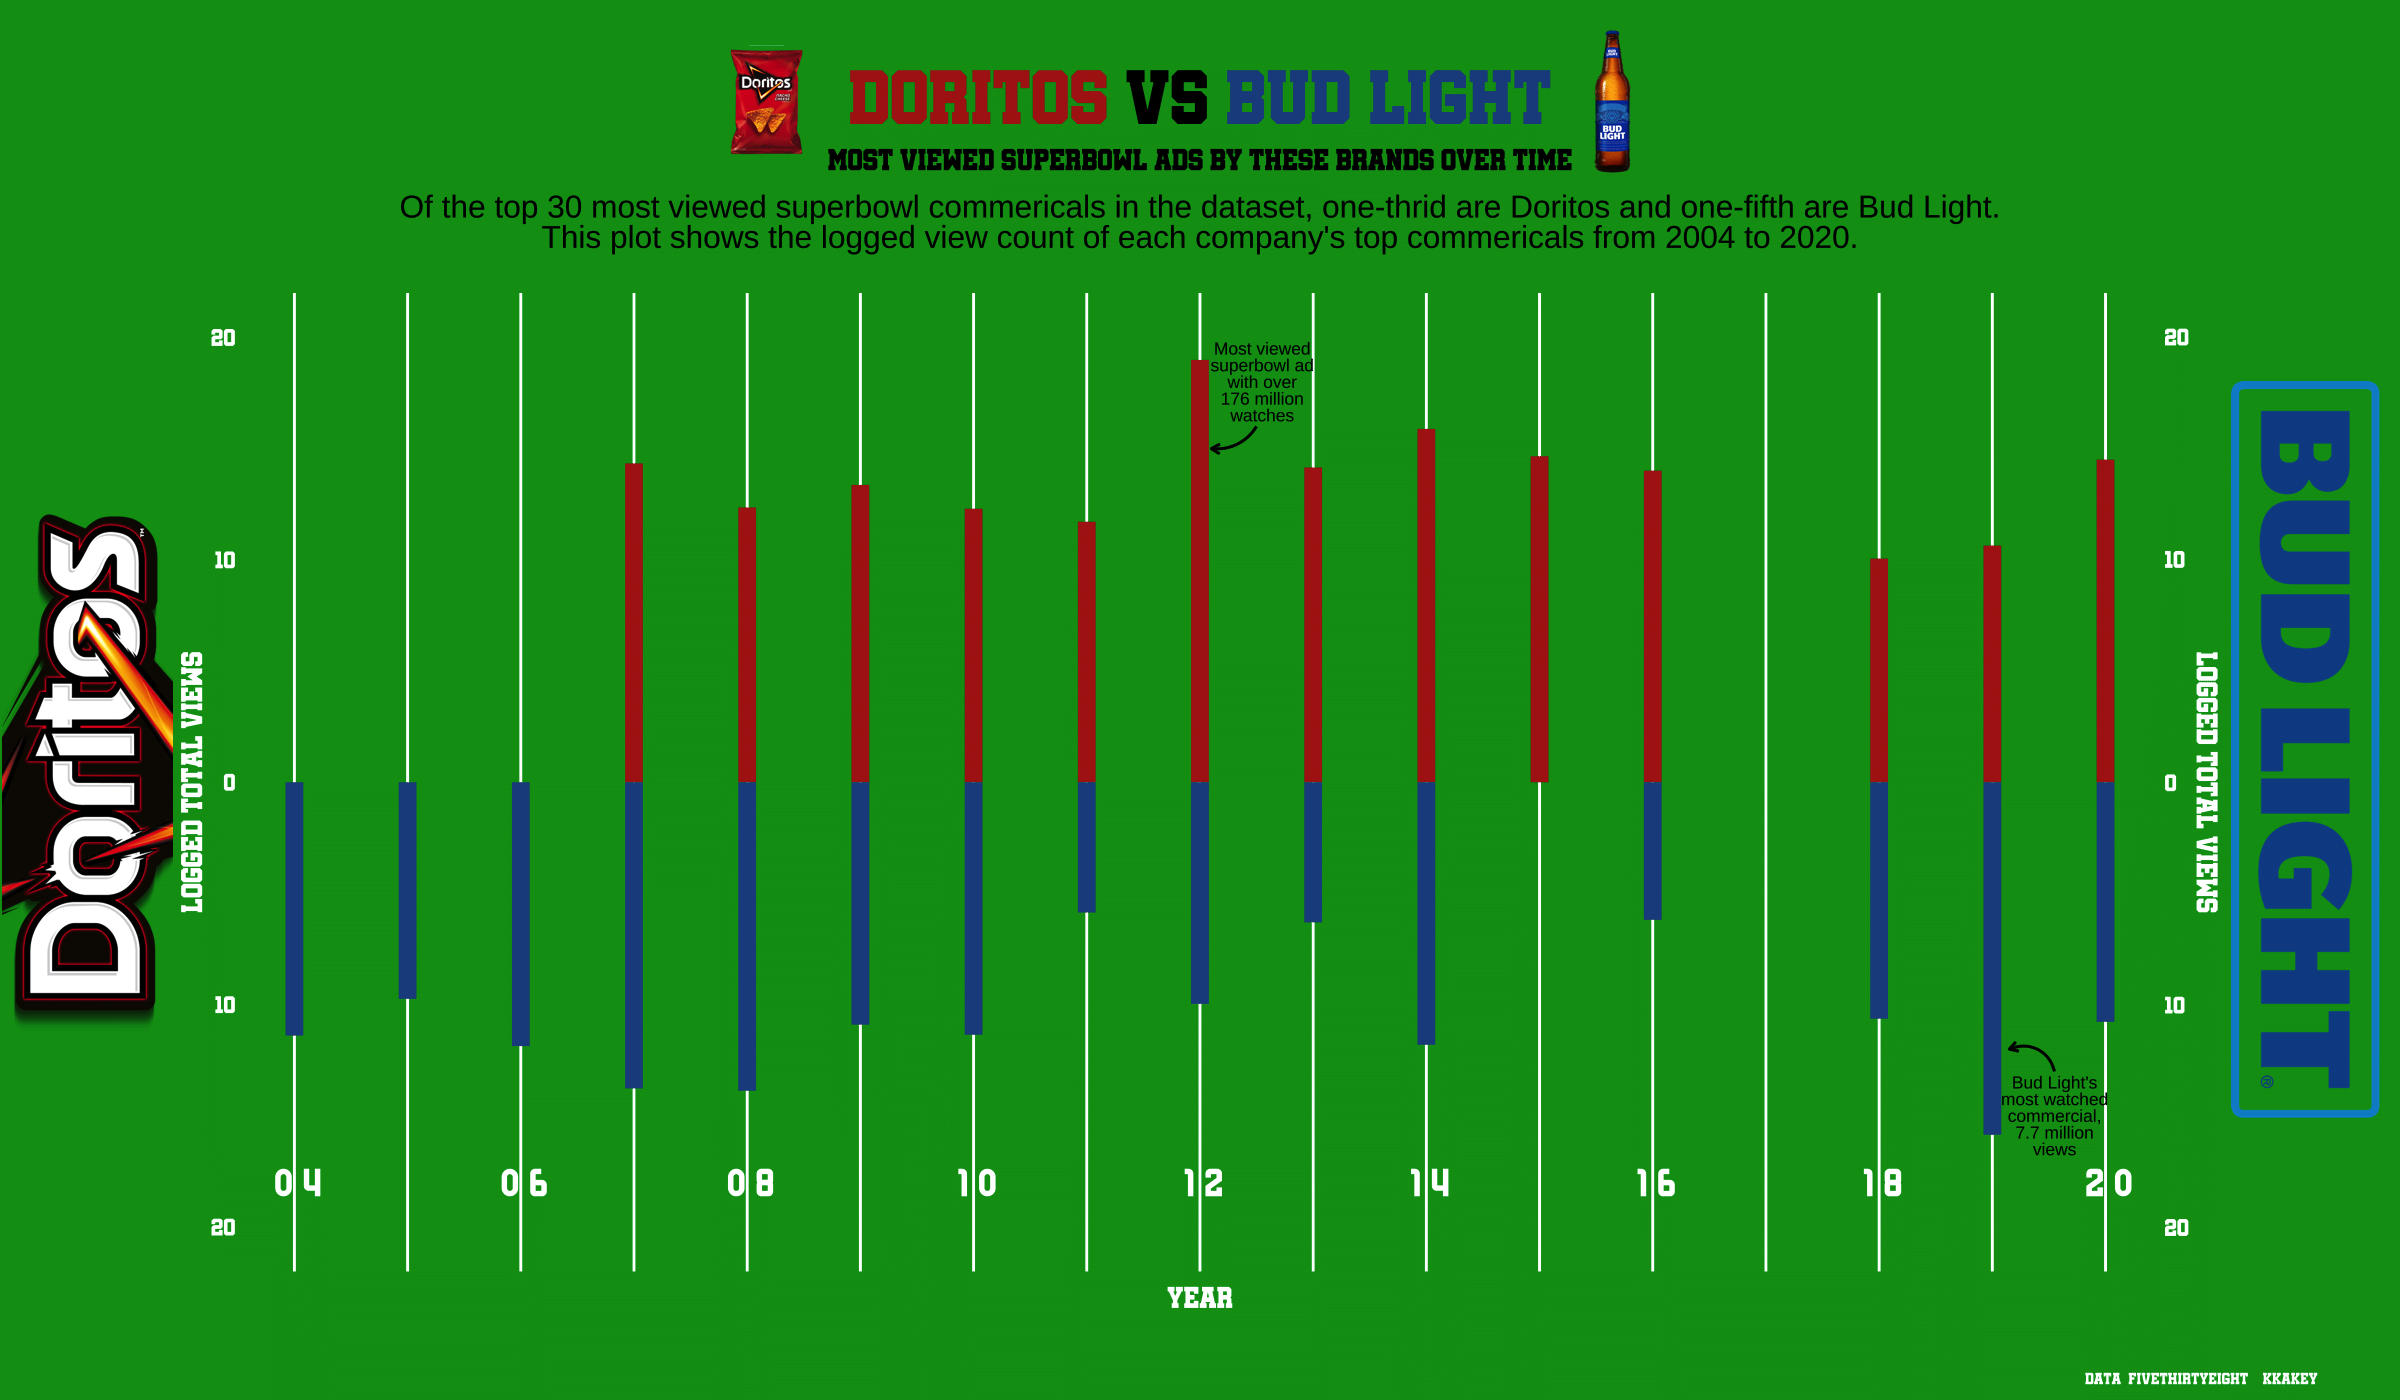 DORITOS VS BUD LIGHT
Doritos
NACHO
CHEESE
BUD
LIGHT
BUD
LIGHT
MOST VIEWED SUPERBOWL ADS BY THESE BRANDS OVER TIME
Of the top 30 most viewed superbowl commericals in the dataset, one-thrid are Doritos and one-fifth are Bud Light.
This plot shows the logged view count of each company's top commericals from 2004 to 2020.
20
10
0
10
20
LOGGED TOTAL VIEWS
Doritos™
Most viewed
superbowl ad
with over
176 million
watches
Bud Light's
most watched
commercial,
7.7 million
views
20
10
0
10
20
LOGGED TOTAL VIEWS
BUD LIGHT®
04 06 08 10 12 14 16 18 20
YEAR
DATA FIVETHIRTYEIGHT KKAKEY